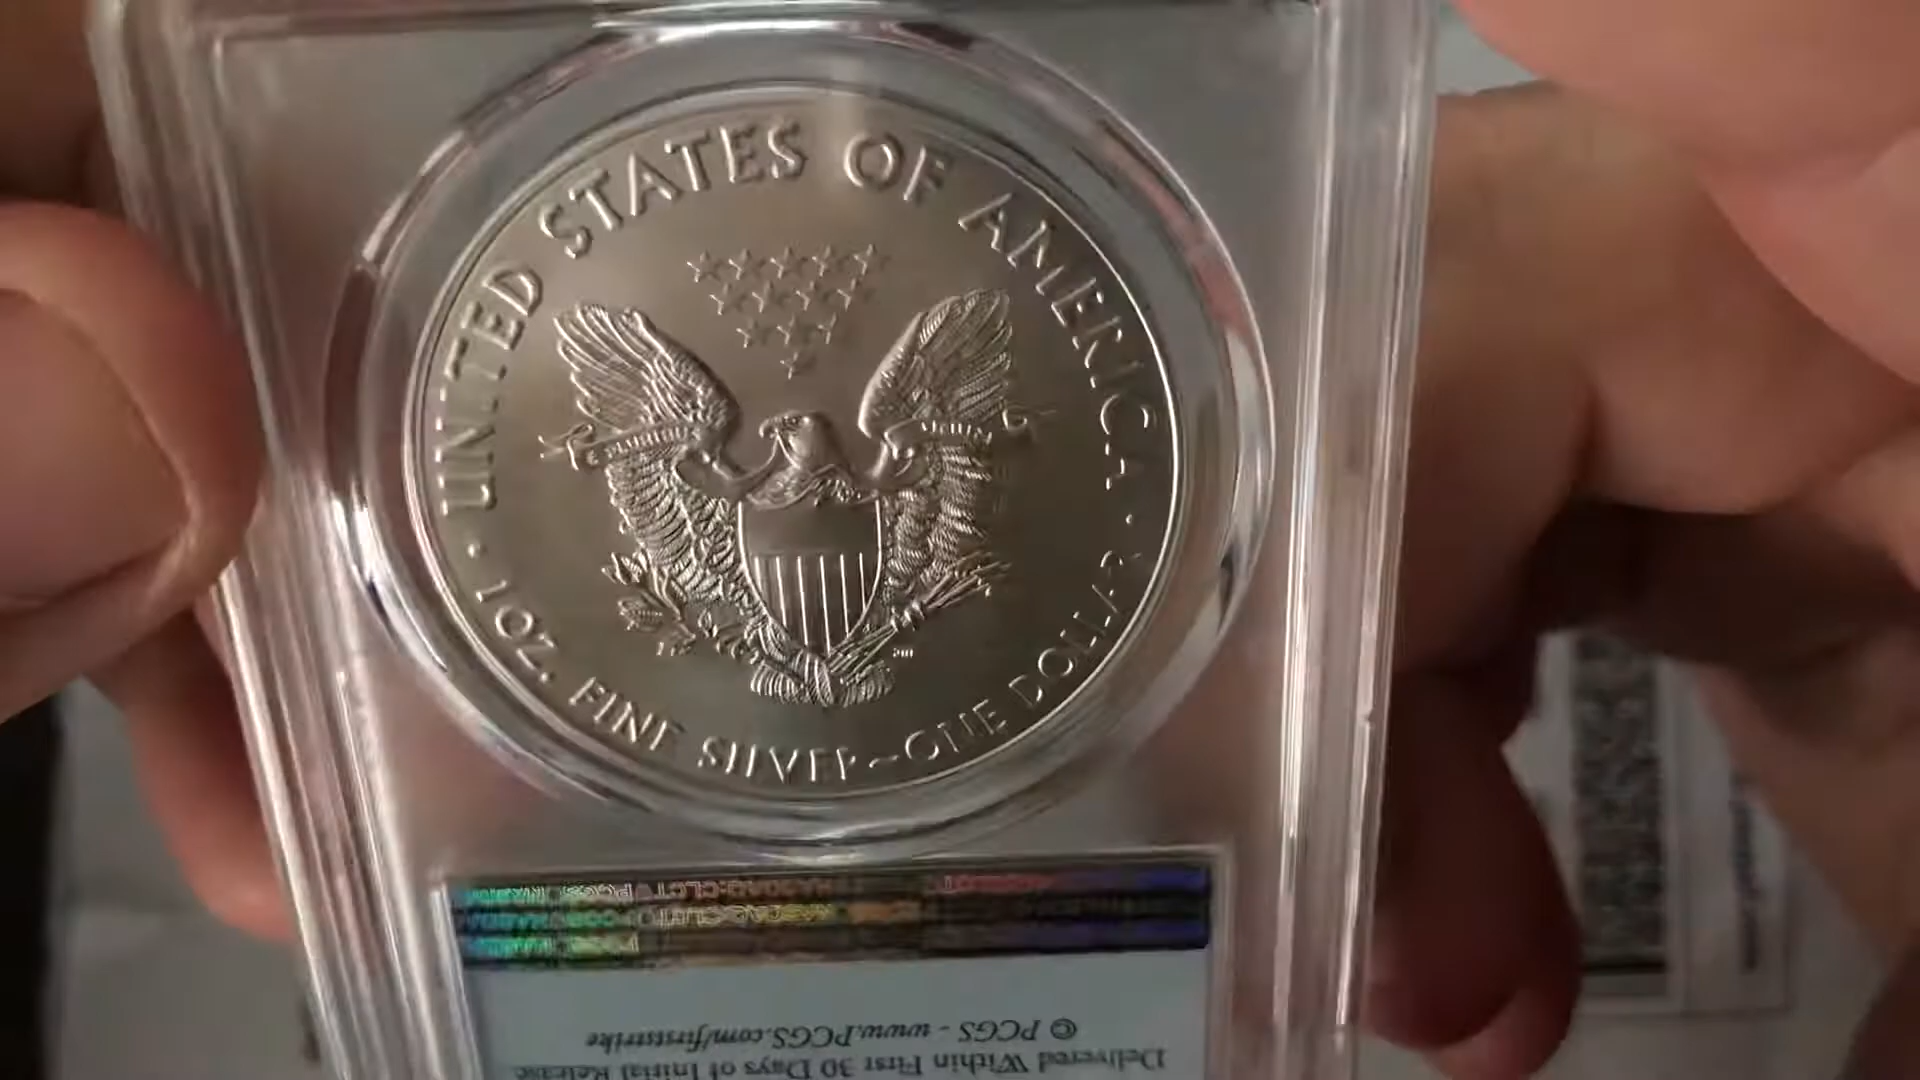 UNITED STATES OF AMERICA
· 1 OZ. FINE SILVER~ONE DOLLAR ·
Delivered Within First 30 Days of Initial Release
© PCGS - www.PCGS.com/firststrike